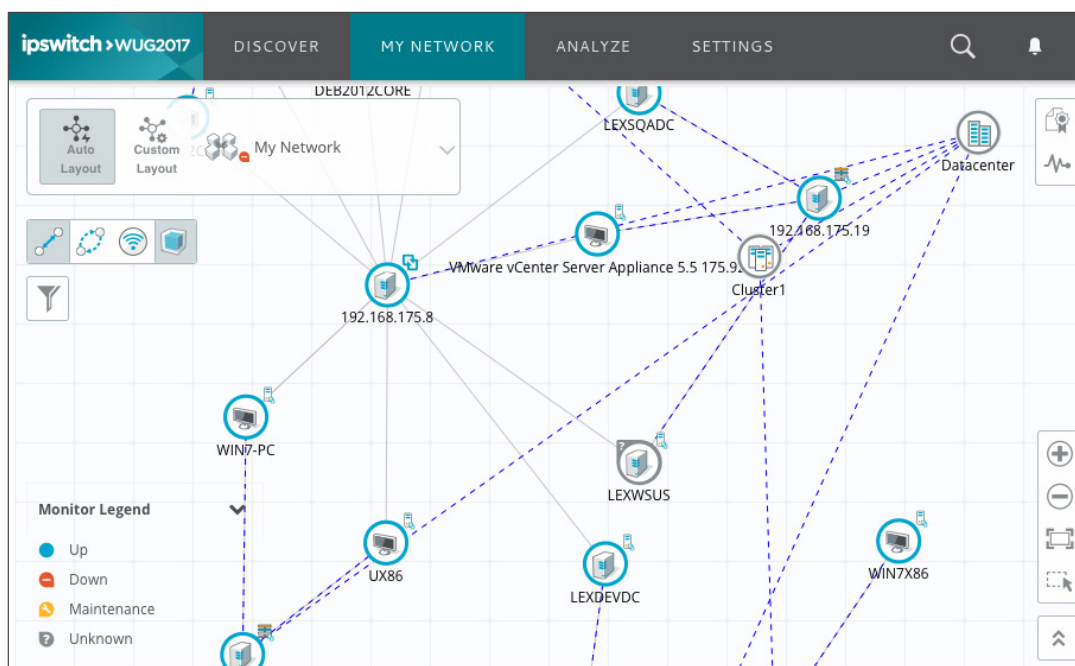 ipswitch >WUG2017
DISCOVER
MY NETWORK
ANALYZE
SETTINGS
DEB2012CORE
LEXSQADC
Auto
Layout
Custom
Layout
My Network
Datacenter
192.168.175.19
VMware vCenter Server Appliance 5.5 175.92
Cluster1
192.168.175.8
WIN7-PC
LEXWSUS
Monitor Legend
Up
Down
Maintenance
Unknown
UX86
LEXDEVDC
WIN7X86